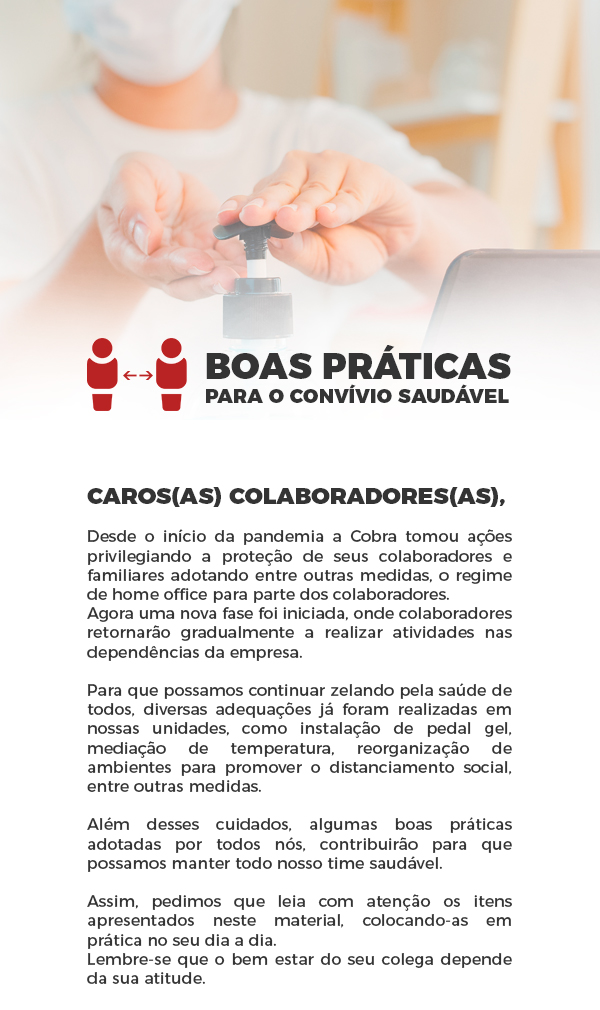 BOAS PRÁTICAS
PARA O CONVÍVIO SAUDÁVEL
CAROS(AS) COLABORADORES(AS),
Desde o início da pandemia a Cobra tomou ações
privilegiando a proteção de seus colaboradores e
familiares adotando entre outras medidas, o regime
de home office para parte dos colaboradores.
Agora uma nova fase foi iniciada, onde colaboradores
retornarão gradualmente a realizar atividades nas
dependências da empresa.
Para que possamos continuar zelando pela saúde de
todos, diversas adequações já foram realizadas em
nossas unidades, como instalação de pedal gel,
mediação de temperatura, reorganização de
ambientes para promover o distanciamento social,
entre outras medidas.
Além desses cuidados, algumas boas práticas
adotadas por todos nós, contribuirão para que
possamos manter todo nosso time saudável.
Assim, pedimos que leia com atenção os itens
apresentados neste material, colocando-as em
prática no seu dia a dia.
Lembre-se que o bem estar do seu colega depende
da sua atitude.